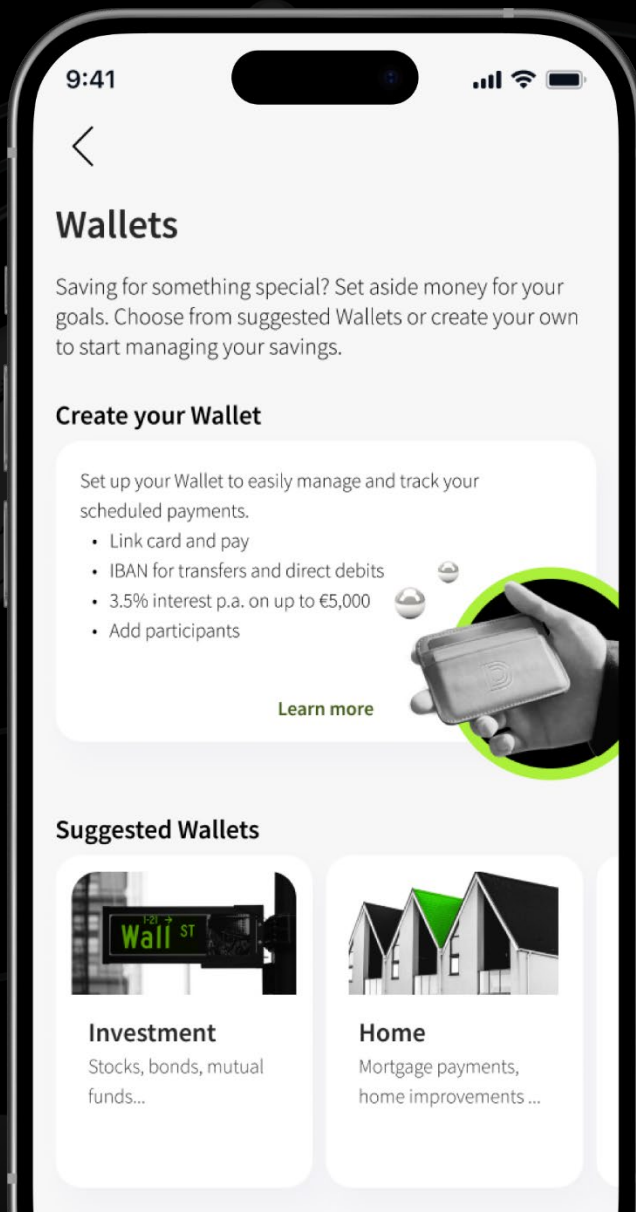 9:41
Wallets
Saving for something special? Set aside money for your
goals. Choose from suggested Wallets or create your own
to start managing your savings.
Create your Wallet
Set up your Wallet to easily manage and track your
scheduled payments.
• Link card and pay
• IBAN for transfers and direct debits
• 3.5% interest p.a. on up to €5,000
• Add participants
Learn more
Suggested Wallets
1-21 →
Wall ST
Investment
Stocks, bonds, mutual
funds...
Home
Mortgage payments,
home improvements ...